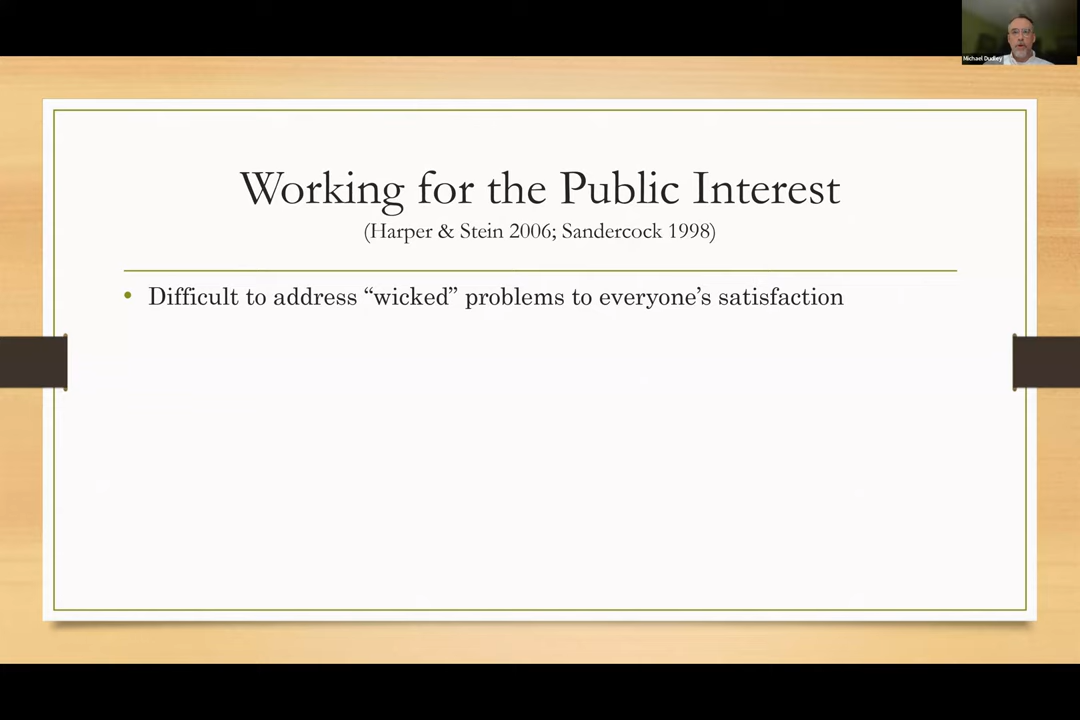 Michael Dudley
Working for the Public Interest
(Harper & Stein 2006; Sandercock 1998)
• Difficult to address “wicked” problems to everyone’s satisfaction